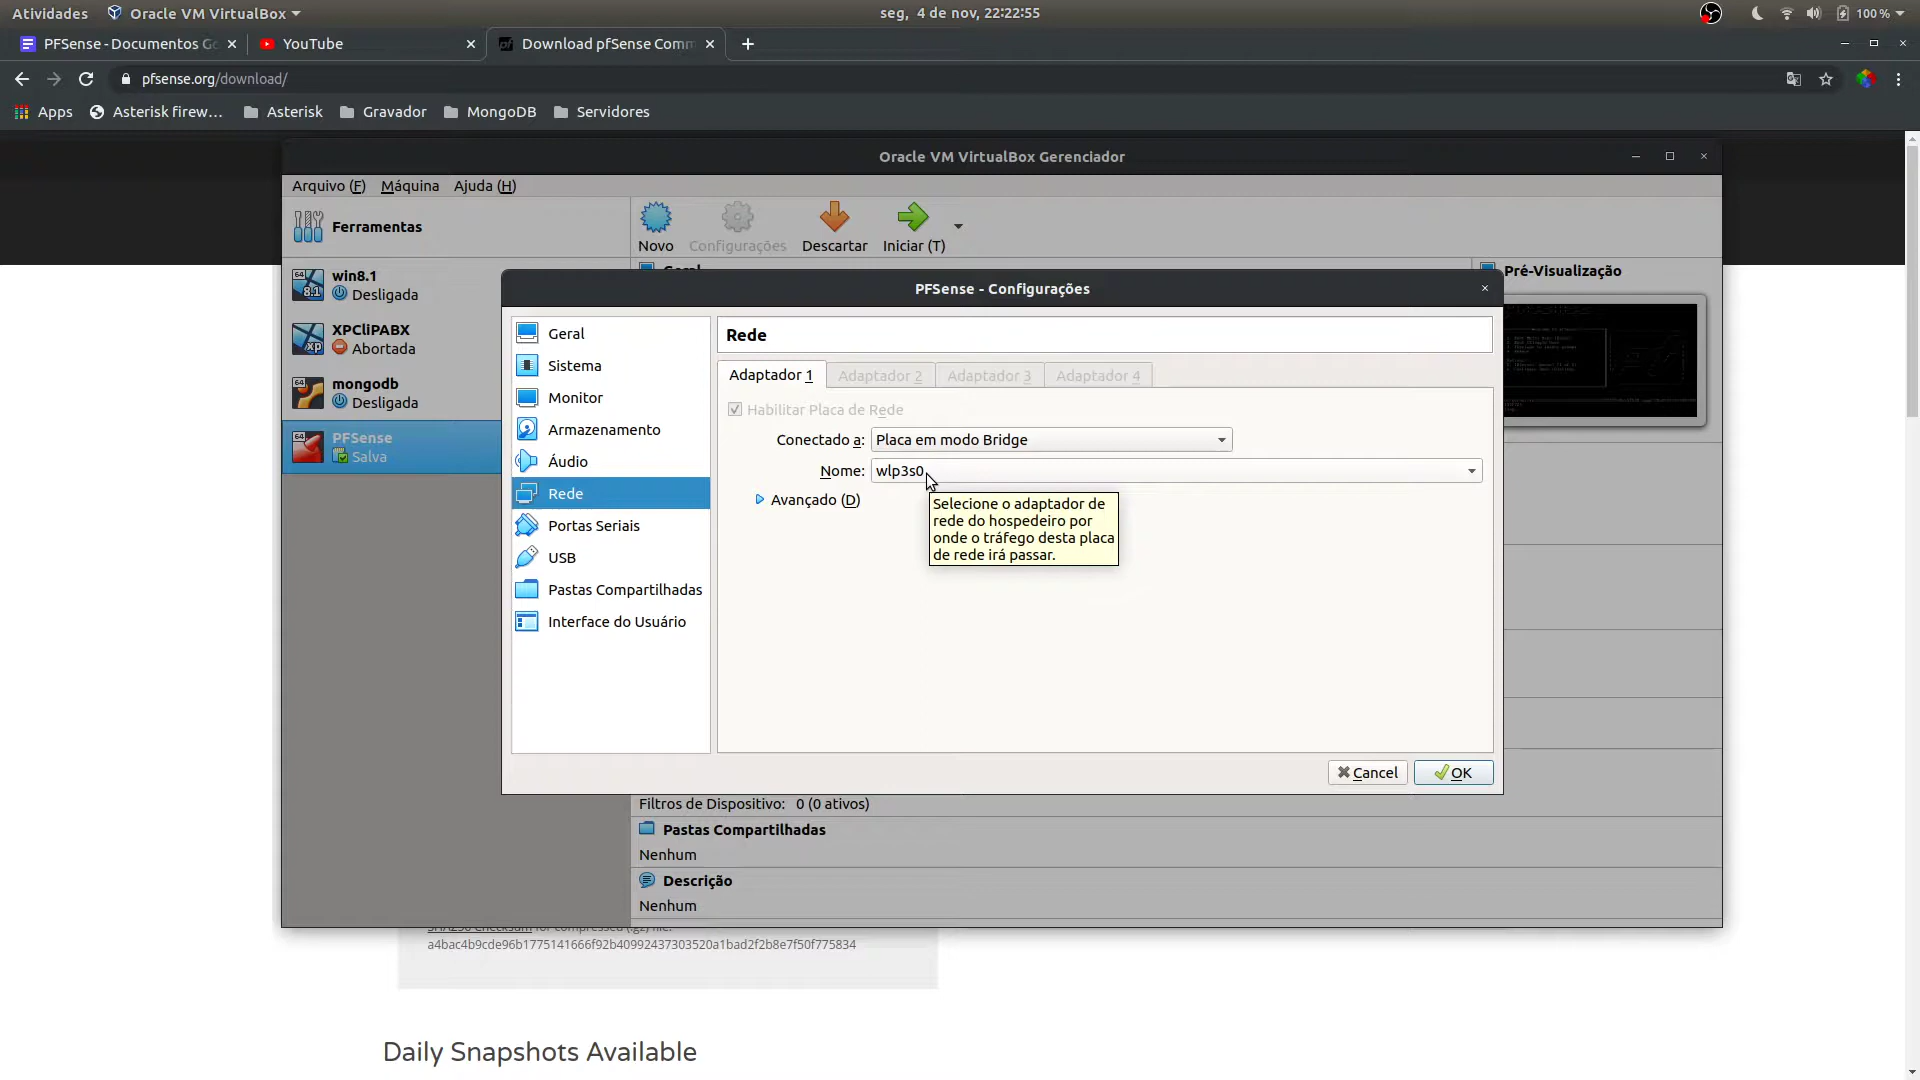 Atividades
Oracle VM VirtualBox
seg, 4 de nov, 22:22:55
100 %
PFSense - Documentos Go
YouTube
Download pfSense Comm
pfsense.org/download/
Apps
Asterisk firew...
Asterisk
Gravador
MongoDB
Servidores
Oracle VM VirtualBox Gerenciador
Arquivo (F)
Máquina
Ajuda (H)
Ferramentas
Novo
Configurações
Descartar
Iniciar (T)
win8.1
Desligada
XPCliPABX
Abortada
mongodb
Desligada
PFSense
Salva
Pré-Visualização
PFSense - Configurações
Geral
Sistema
Monitor
Armazenamento
Áudio
Rede
Portas Seriais
USB
Pastas Compartilhadas
Interface do Usuário
Rede
Adaptador 1
Adaptador 2
Adaptador 3
Adaptador 4
Habilitar Placa de Rede
Conectado a:
Placa em modo Bridge
Nome:
wlp3s0
Avançado (D)
Selecione o adaptador de
rede do hospedeiro por
onde o tráfego desta placa
de rede irá passar.
Cancel
OK
Filtros de Dispositivo: 0 (0 ativos)
Pastas Compartilhadas
Nenhum
Descrição
Nenhum
a4bac4b9cde96b1775141666f92b40992437303520a1bad2f2b8e7f50f775834
Daily Snapshots Available